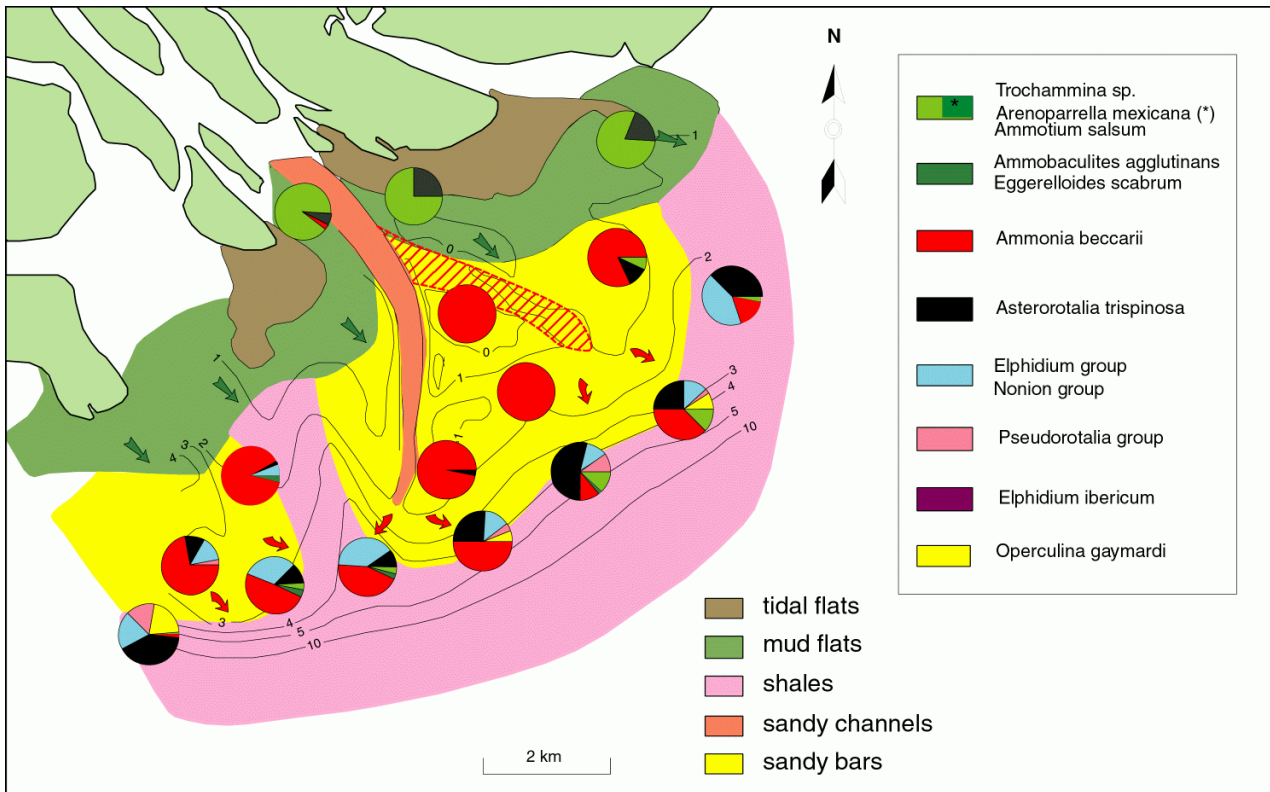 N
Trochammina sp.
Arenoparrella mexicana (*)
Ammotium salsum
*
Ammobaculites agglutinans
Eggerelloides scabrum
Ammonia beccarii
Asterorotalia trispinosa
Elphidium group
Nonion group
Pseudorotalia group
Elphidium ibericum
Operculina gaymardi
1
0
2
0
1
1
3
4
5
10
1
3
2
4
3
4
5
10
tidal flats
mud flats
shales
sandy channels
sandy bars
2 km